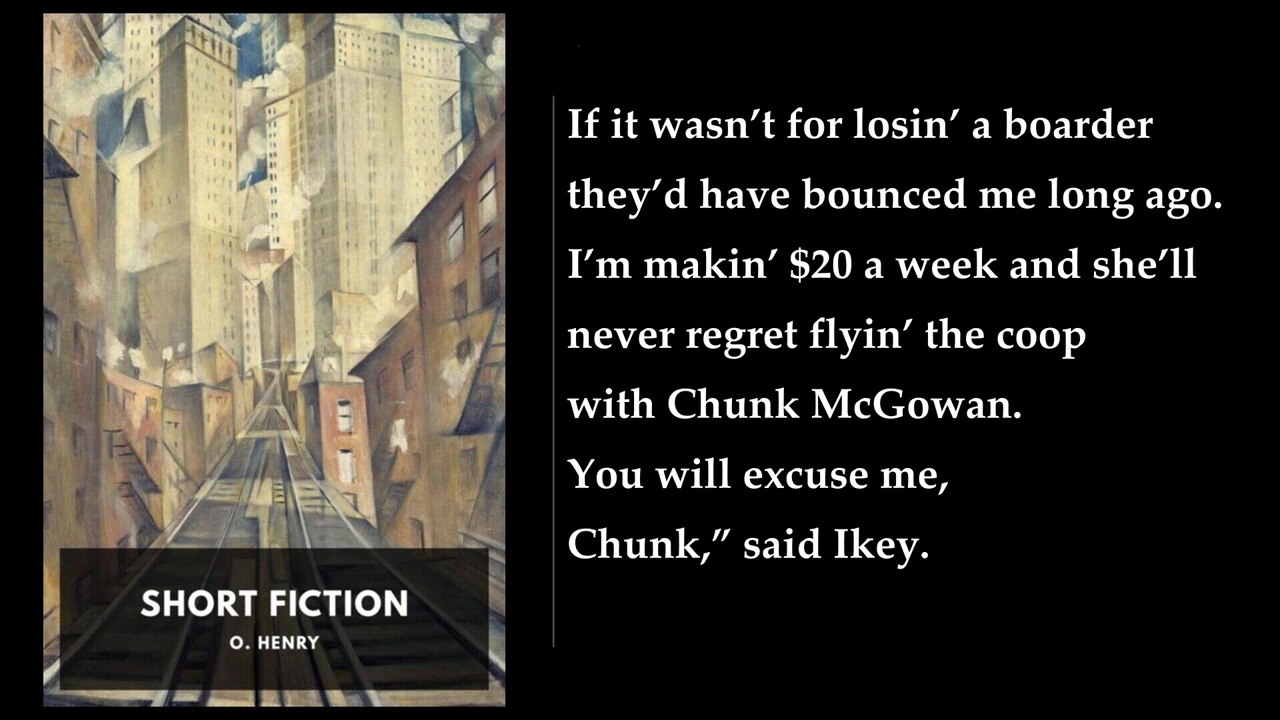 SHORT FICTION
O. HENRY
If it wasn’t for losin’ a boarder
they’d have bounced me long ago.
I’m makin’ $20 a week and she’ll
never regret flyin’ the coop
with Chunk McGowan.
You will excuse me,
Chunk,” said Ikey.